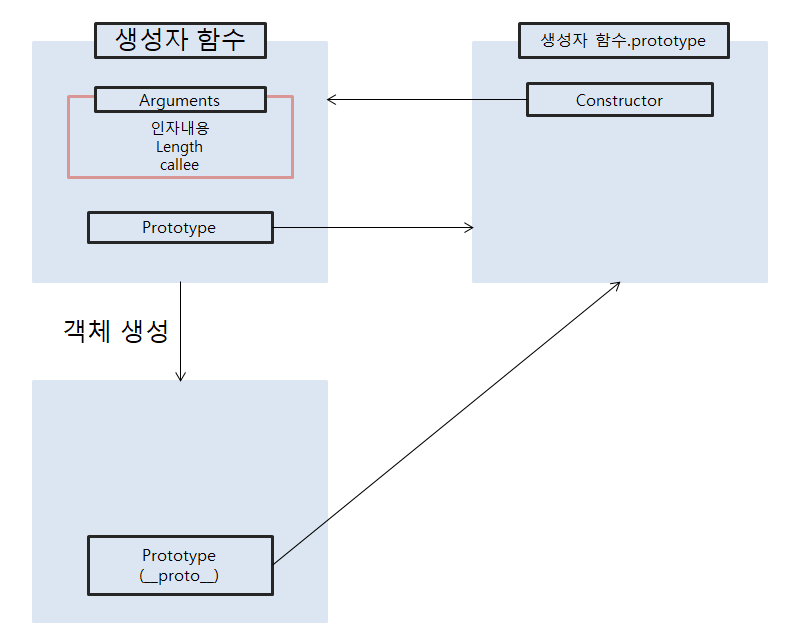 생성자 함수
생성자 함수.prototype
Arguments
인자내용
Length
callee
Constructor
Prototype
객체 생성
Prototype
(__proto__)